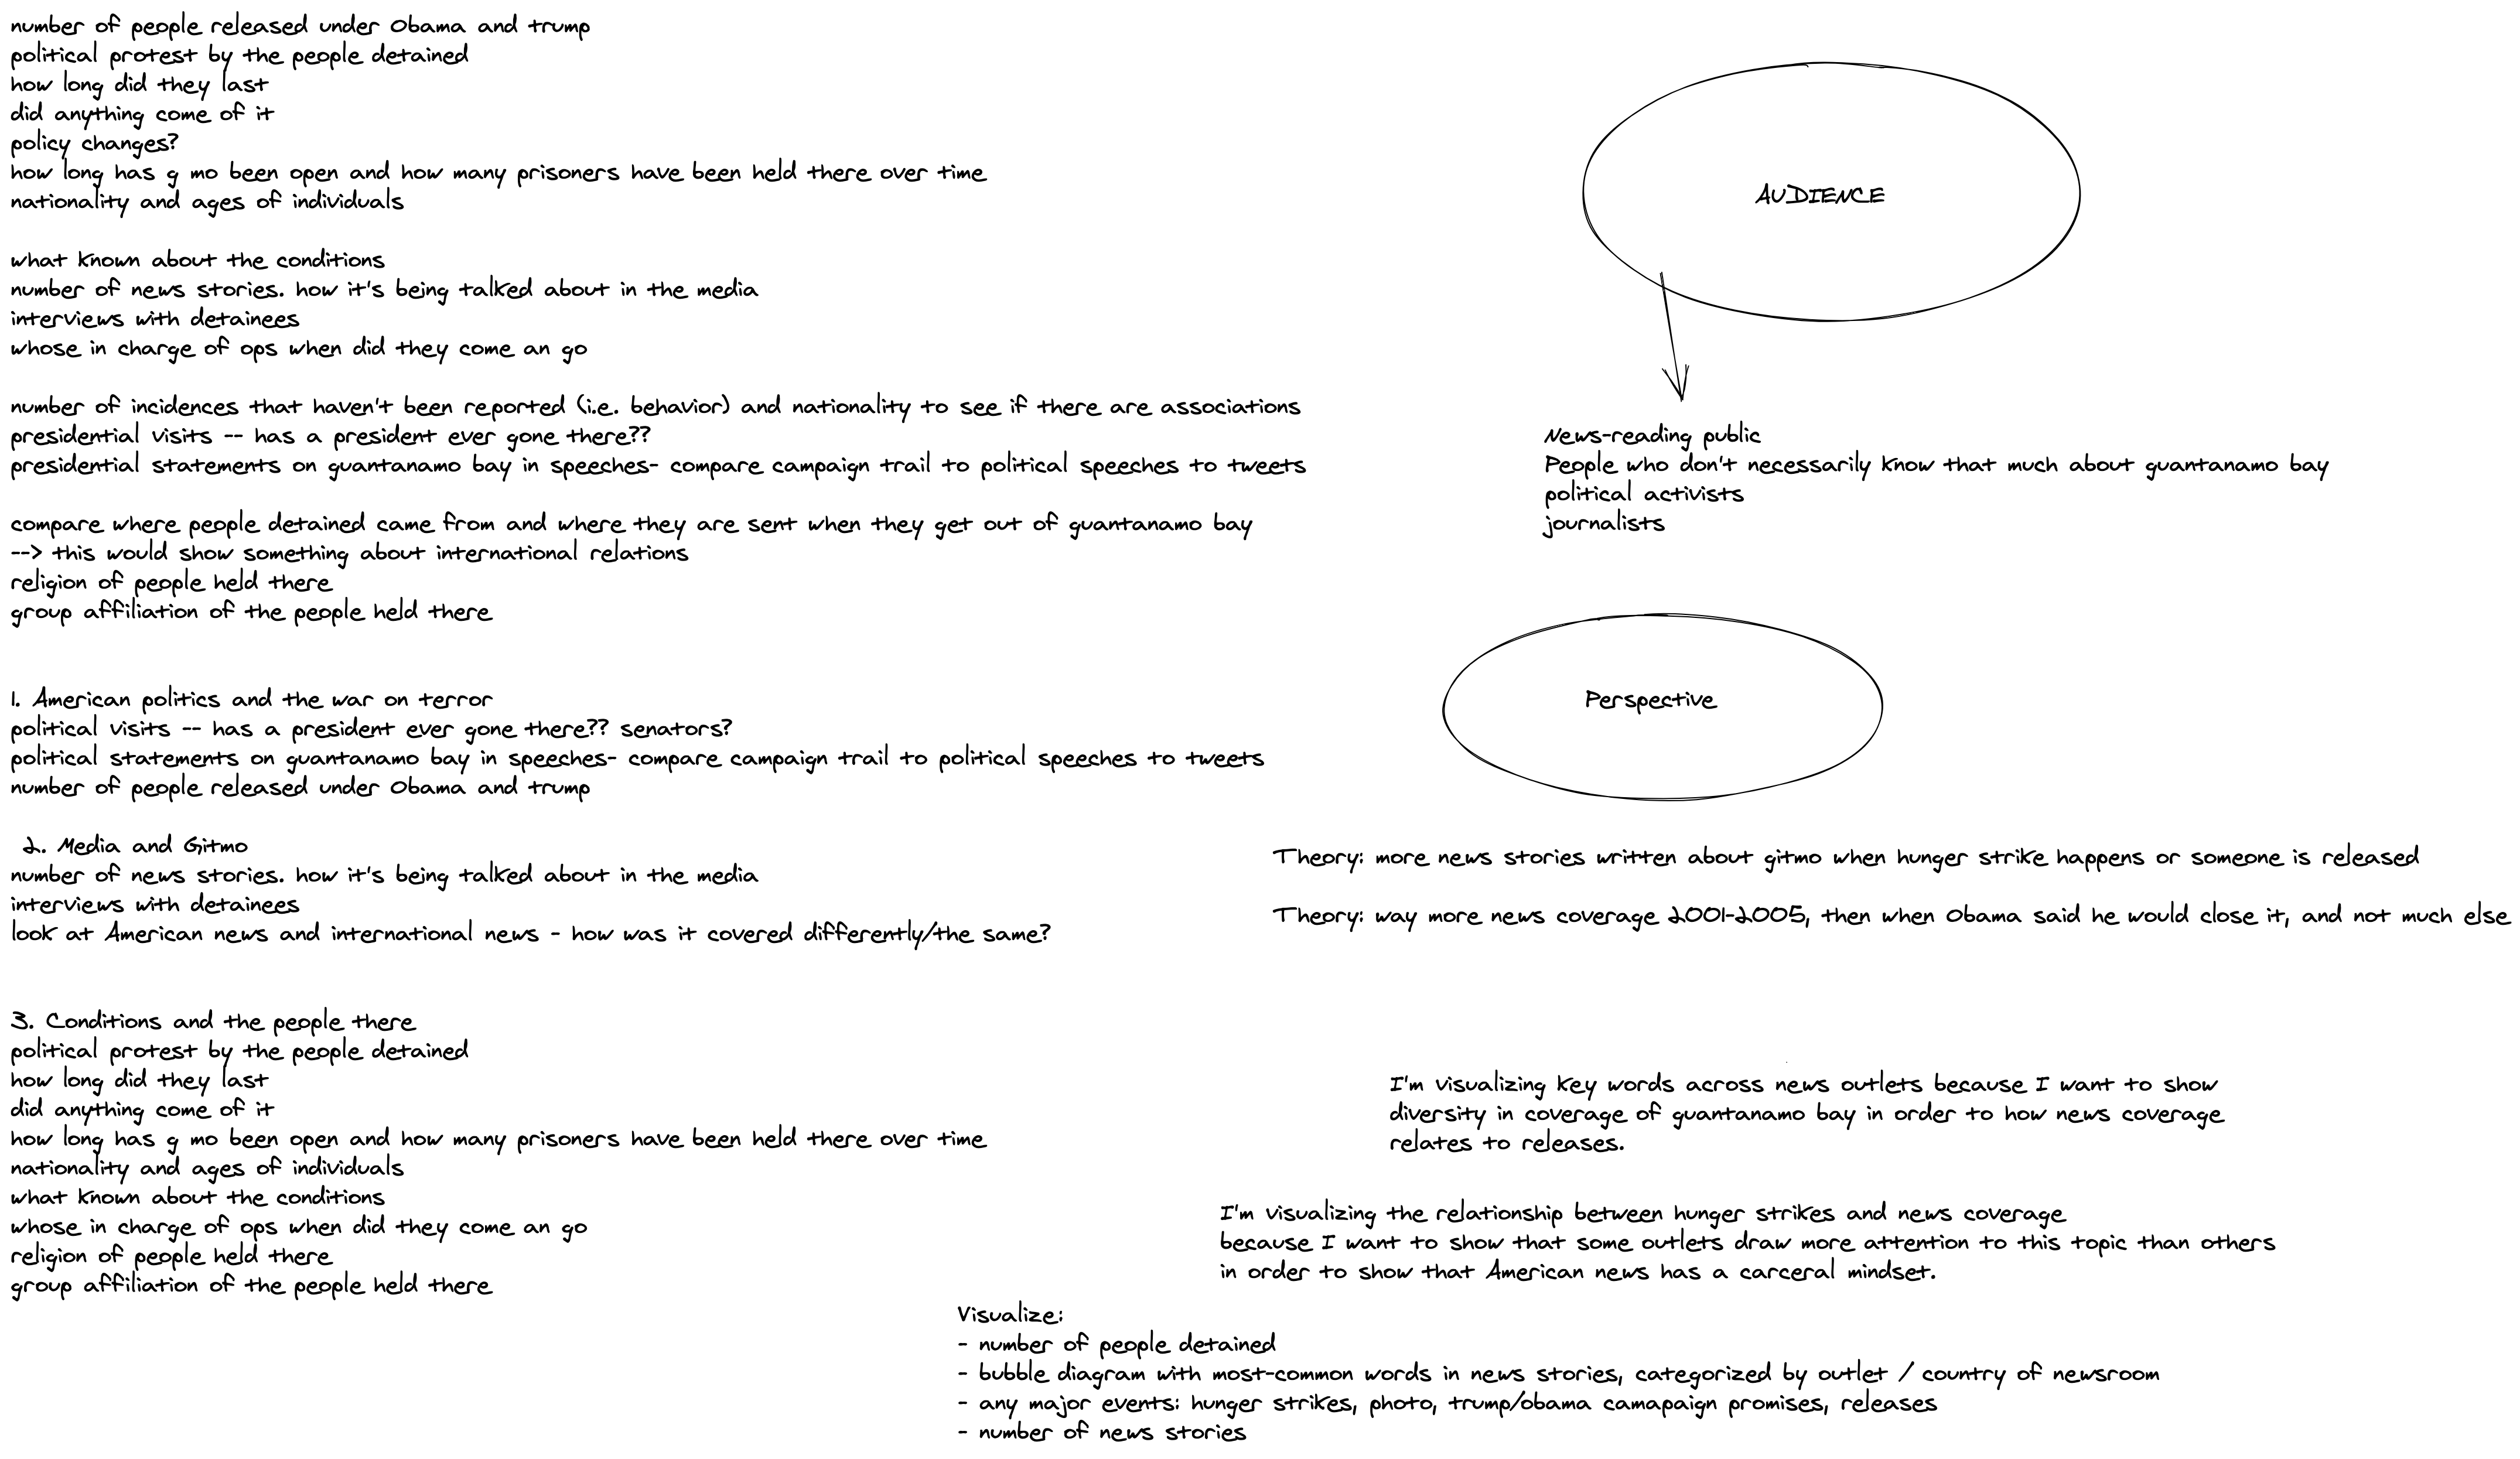 number of people released under Obama and trump
political protest by the people detained
how long did they last
did anything come of it
policy changes?
how long has g mo been open and how many prisoners have been held there over time
nationality and ages of individuals
what known about the conditions
number of news stories. how it's being talked about in the media
interviews with detainees
whose in charge of ops when did they come an go
number of incidences that haven't been reported (i.e. behavior) and nationality to see if there are associations
presidential visits -- has a president ever gone there??
presidential statements on guantanamo bay in speeches- compare campaign trail to political speeches to tweets
compare where people detained came from and where they are sent when they get out of guantanamo bay
--> this would show something about international relations
religion of people held there
group affiliation of the people held there
1. American politics and the war on terror
political visits -- has a president ever gone there?? senators?
political statements on guantanamo bay in speeches- compare campaign trail to political speeches to tweets
number of people released under Obama and trump
2. Media and Gitmo
number of news stories. how it's being talked about in the media
interviews with detainees
look at American news and international news - how was it covered differently/the same?
3. Conditions and the people there
political protest by the people detained
how long did they last
did anything come of it
how long has g mo been open and how many prisoners have been held there over time
nationality and ages of individuals
what known about the conditions
whose in charge of ops when did they come an go
religion of people held there
group affiliation of the people held there
AUDIENCE
News-reading public
People who don't necessarily know that much about guantanamo bay
political activists
journalists
Perspective
Theory: more news stories written about gitmo when hunger strike happens or someone is released
Theory: way more news coverage 2001-2005, then when Obama said he would close it, and not much else
I'm visualizing key words across news outlets because I want to show
diversity in coverage of guantanamo bay in order to how news coverage
relates to releases.
I'm visualizing the relationship between hunger strikes and news coverage
because I want to show that some outlets draw more attention to this topic than others
in order to show that American news has a carceral mindset.
Visualize:
- number of people detained
- bubble diagram with most-common words in news stories, categorized by outlet / country of newsroom
- any major events: hunger strikes, photo, trump/obama camapaign promises, releases
- number of news stories